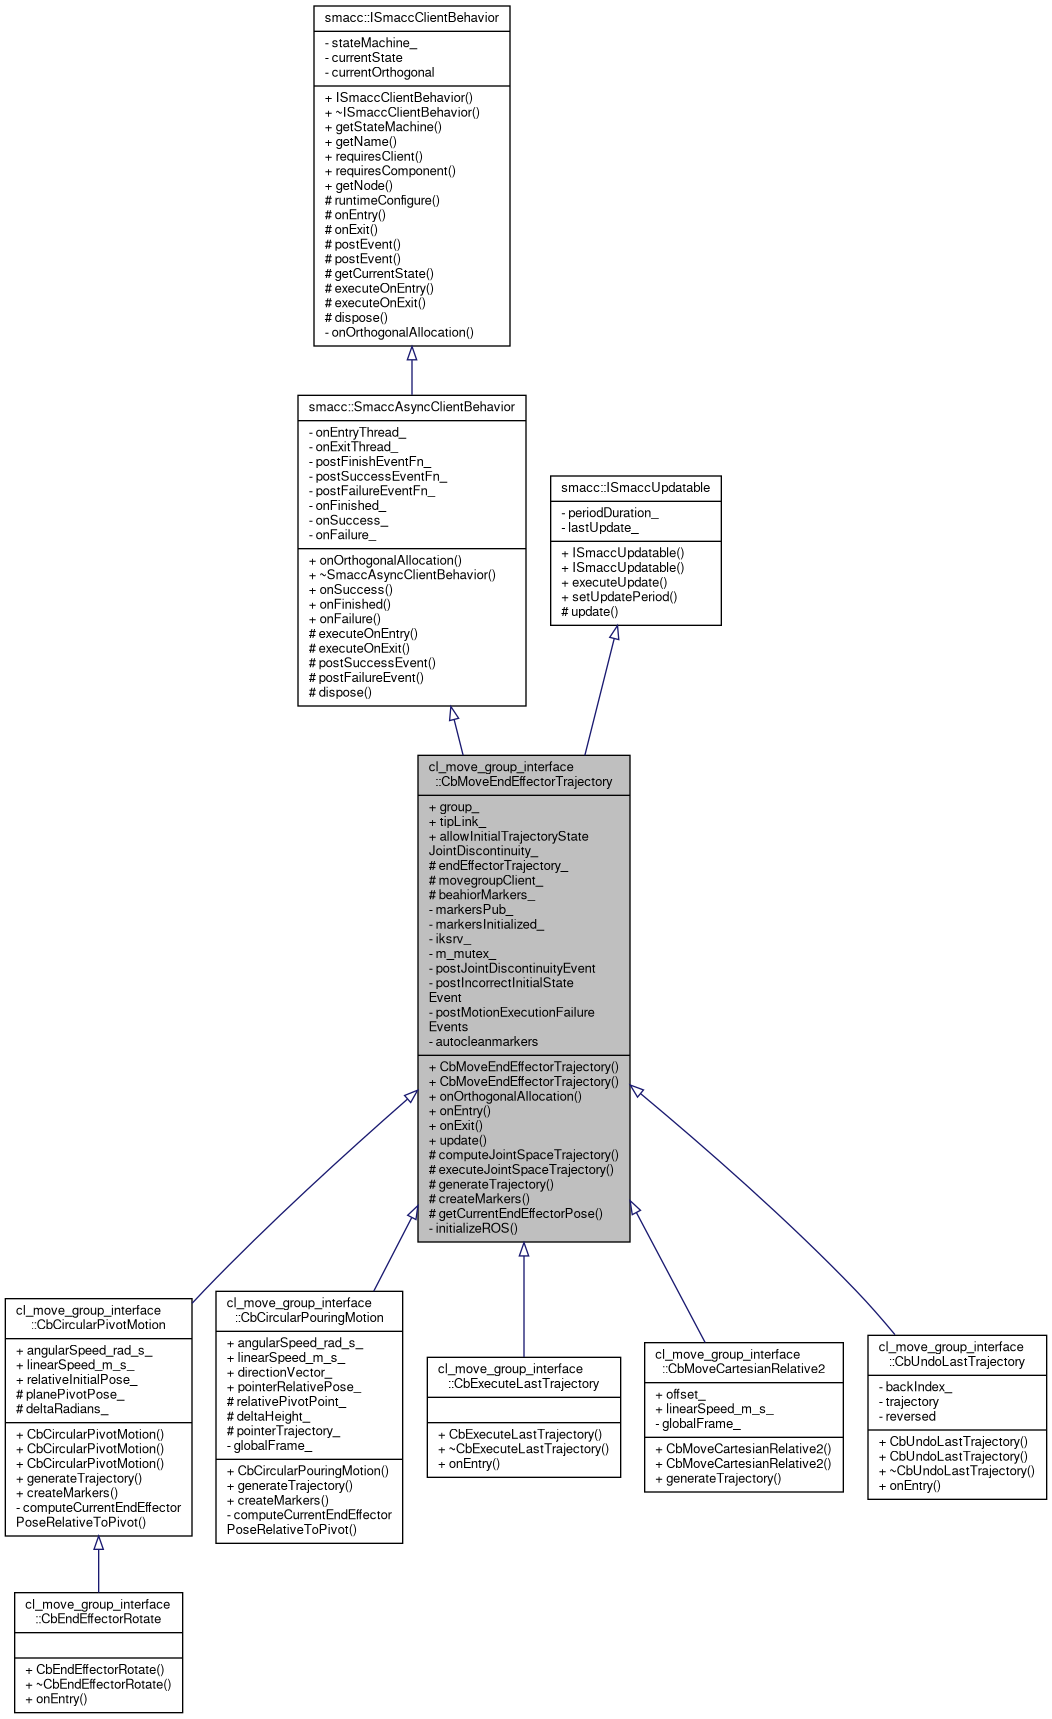 smacc::ISmaccClientBehavior
- stateMachine_
- currentState
- currentOrthogonal
+ ISmaccClientBehavior()
+ ~ISmaccClientBehavior()
+ getStateMachine()
+ getName()
+ requiresClient()
+ requiresComponent()
+ getNode()
# runtimeConfigure()
# onEntry()
# onExit()
# postEvent()
# postEvent()
# getCurrentState()
# executeOnEntry()
# executeOnExit()
# dispose()
- onOrthogonalAllocation()
smacc::SmaccAsyncClientBehavior
- onEntryThread_
- onExitThread_
- postFinishEventFn_
- postSuccessEventFn_
- postFailureEventFn_
- onFinished_
- onSuccess_
- onFailure_
+ onOrthogonalAllocation()
+ ~SmaccAsyncClientBehavior()
+ onSuccess()
+ onFinished()
+ onFailure()
# executeOnEntry()
# executeOnExit()
# postSuccessEvent()
# postFailureEvent()
# dispose()
smacc::ISmaccUpdatable
- periodDuration_
- lastUpdate_
+ ISmaccUpdatable()
+ ISmaccUpdatable()
+ executeUpdate()
+ setUpdatePeriod()
# update()
cl_move_group_interface
::CbMoveEndEffectorTrajectory
+ group_
+ tipLink_
+ allowInitialTrajectoryState
JointDiscontinuity_
# endEffectorTrajectory_
# movegroupClient_
# beahiorMarkers_
- markersPub_
- markersInitialized_
- iksrv_
- m_mutex_
- postJointDiscontinuityEvent
- postIncorrectInitialState
Event
- postMotionExecutionFailure
Events
- autocleanmarkers
+ CbMoveEndEffectorTrajectory()
+ CbMoveEndEffectorTrajectory()
+ onOrthogonalAllocation()
+ onEntry()
+ onExit()
+ update()
# computeJointSpaceTrajectory()
# executeJointSpaceTrajectory()
# generateTrajectory()
# createMarkers()
# getCurrentEndEffectorPose()
- initializeROS()
cl_move_group_interface
::CbCircularPivotMotion
+ angularSpeed_rad_s_
+ linearSpeed_m_s_
+ relativeInitialPose_
# planePivotPose_
# deltaRadians_
+ CbCircularPivotMotion()
+ CbCircularPivotMotion()
+ CbCircularPivotMotion()
+ generateTrajectory()
+ createMarkers()
- computeCurrentEndEffector
PoseRelativeToPivot()
cl_move_group_interface
::CbCircularPouringMotion
+ angularSpeed_rad_s_
+ linearSpeed_m_s_
+ directionVector_
+ pointerRelativePose_
# relativePivotPoint_
# deltaHeight_
# pointerTrajectory_
- globalFrame_
+ CbCircularPouringMotion()
+ generateTrajectory()
+ createMarkers()
- computeCurrentEndEffector
PoseRelativeToPivot()
cl_move_group_interface
::CbExecuteLastTrajectory
+ CbExecuteLastTrajectory()
+ ~CbExecuteLastTrajectory()
+ onEntry()
cl_move_group_interface
::CbMoveCartesianRelative2
+ offset_
+ linearSpeed_m_s_
- globalFrame_
+ CbMoveCartesianRelative2()
+ CbMoveCartesianRelative2()
+ generateTrajectory()
cl_move_group_interface
::CbUndoLastTrajectory
- backIndex_
- trajectory
- reversed
+ CbUndoLastTrajectory()
+ CbUndoLastTrajectory()
+ ~CbUndoLastTrajectory()
+ onEntry()
cl_move_group_interface
::CbEndEffectorRotate
+ CbEndEffectorRotate()
+ ~CbEndEffectorRotate()
+ onEntry()